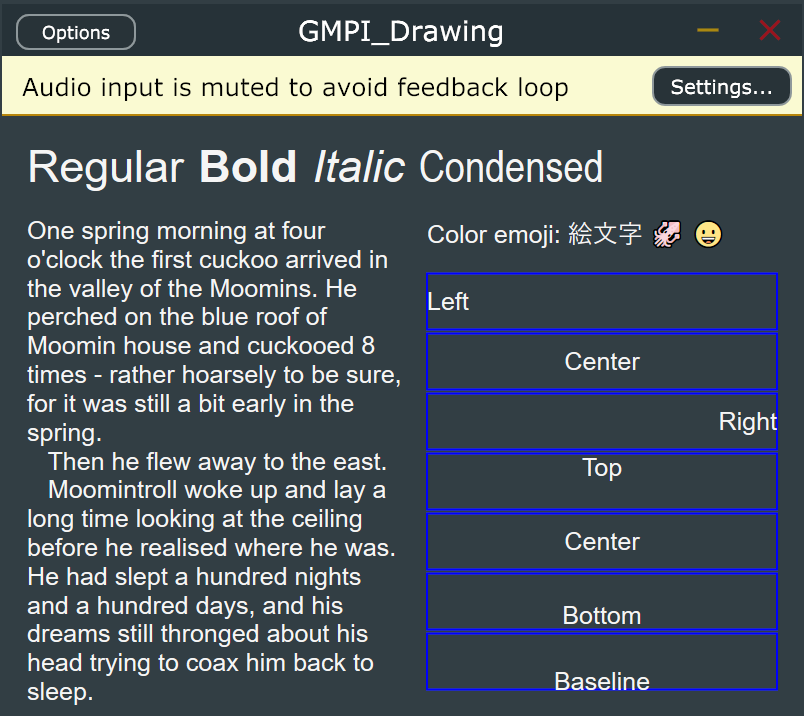 Options
GMPI_Drawing
Audio input is muted to avoid feedback loop
Settings...
Regular Bold Italic Condensed
One spring morning at four
o'clock the first cuckoo arrived in
the valley of the Moomins. He
perched on the blue roof of
Moomin house and cuckooed 8
times - rather hoarsely to be sure,
for it was still a bit early in the
spring.
Then he flew away to the east.
Moomintroll woke up and lay a
long time looking at the ceiling
before he realised where he was.
He had slept a hundred nights
and a hundred days, and his
dreams still thronged about his
head trying to coax him back to
sleep.
Color emoji: 絵文字 🦑 😀
Left
Center
Right
Top
Center
Bottom
Baseline